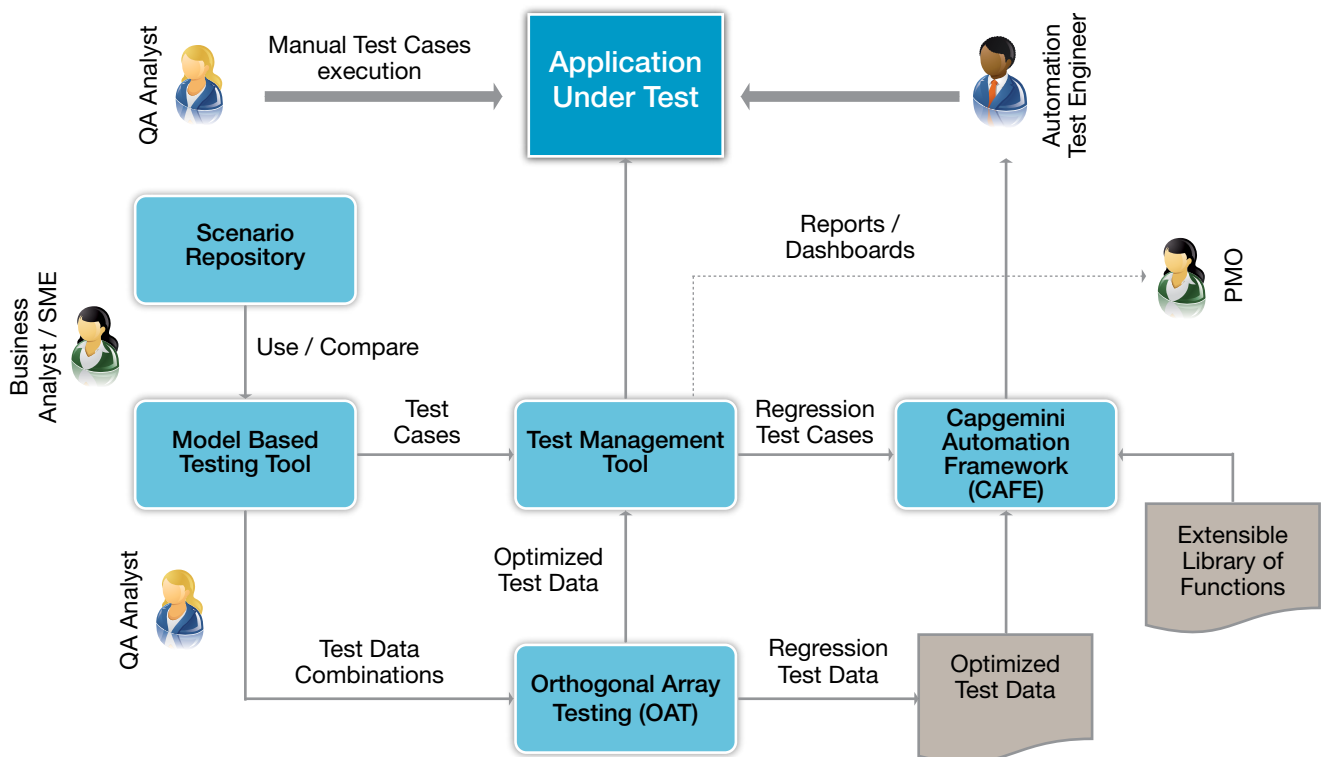 QA Analyst
Manual Test Cases
execution
Application
Under Test
Automation
Test Engineer
Scenario
Repository
Reports /
Dashboards
PMO
Business
Analyst / SME
Use / Compare
Model Based
Testing Tool
Test
Cases
Test Management
Tool
Regression
Test Cases
Capgemini
Automation
Framework
(CAFE)
Extensible
Library of
Functions
QA Analyst
Optimized
Test Data
Test Data
Combinations
Orthogonal Array
Testing (OAT)
Regression
Test Data
Optimized
Test Data